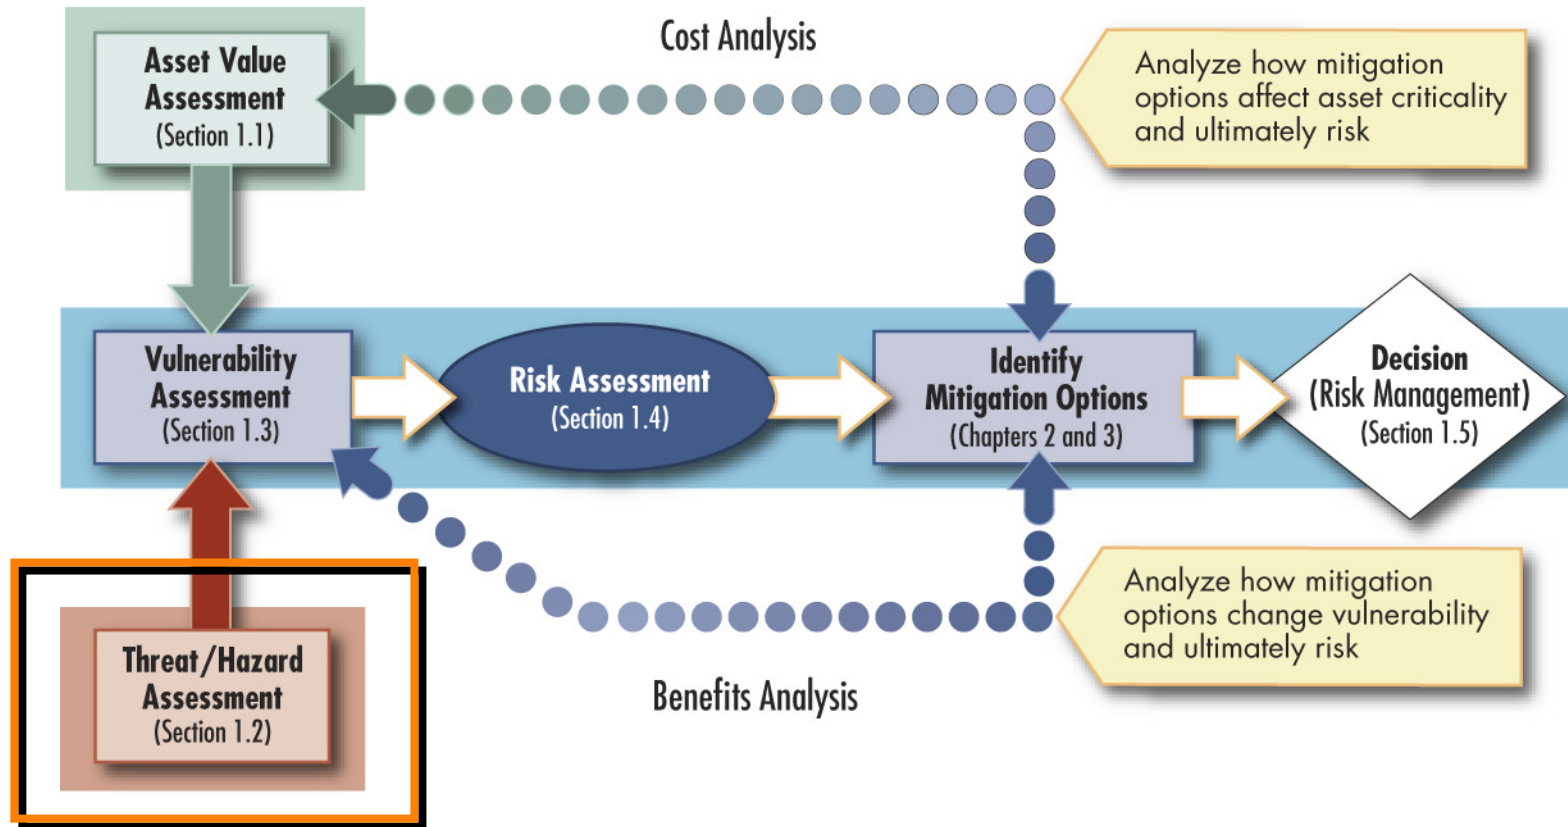 Asset Value
Assessment
(Section 1.1)
Cost Analysis
Analyze how mitigation
options affect asset criticality
and ultimately risk
Vulnerability
Assessment
(Section 1.3)
Risk Assessment
(Section 1.4)
Identify
Mitigation Options
(Chapters 2 and 3)
Decision
(Risk Management)
(Section 1.5)
Threat/Hazard
Assessment
(Section 1.2)
Benefits Analysis
Analyze how mitigation
options change vulnerability
and ultimately risk